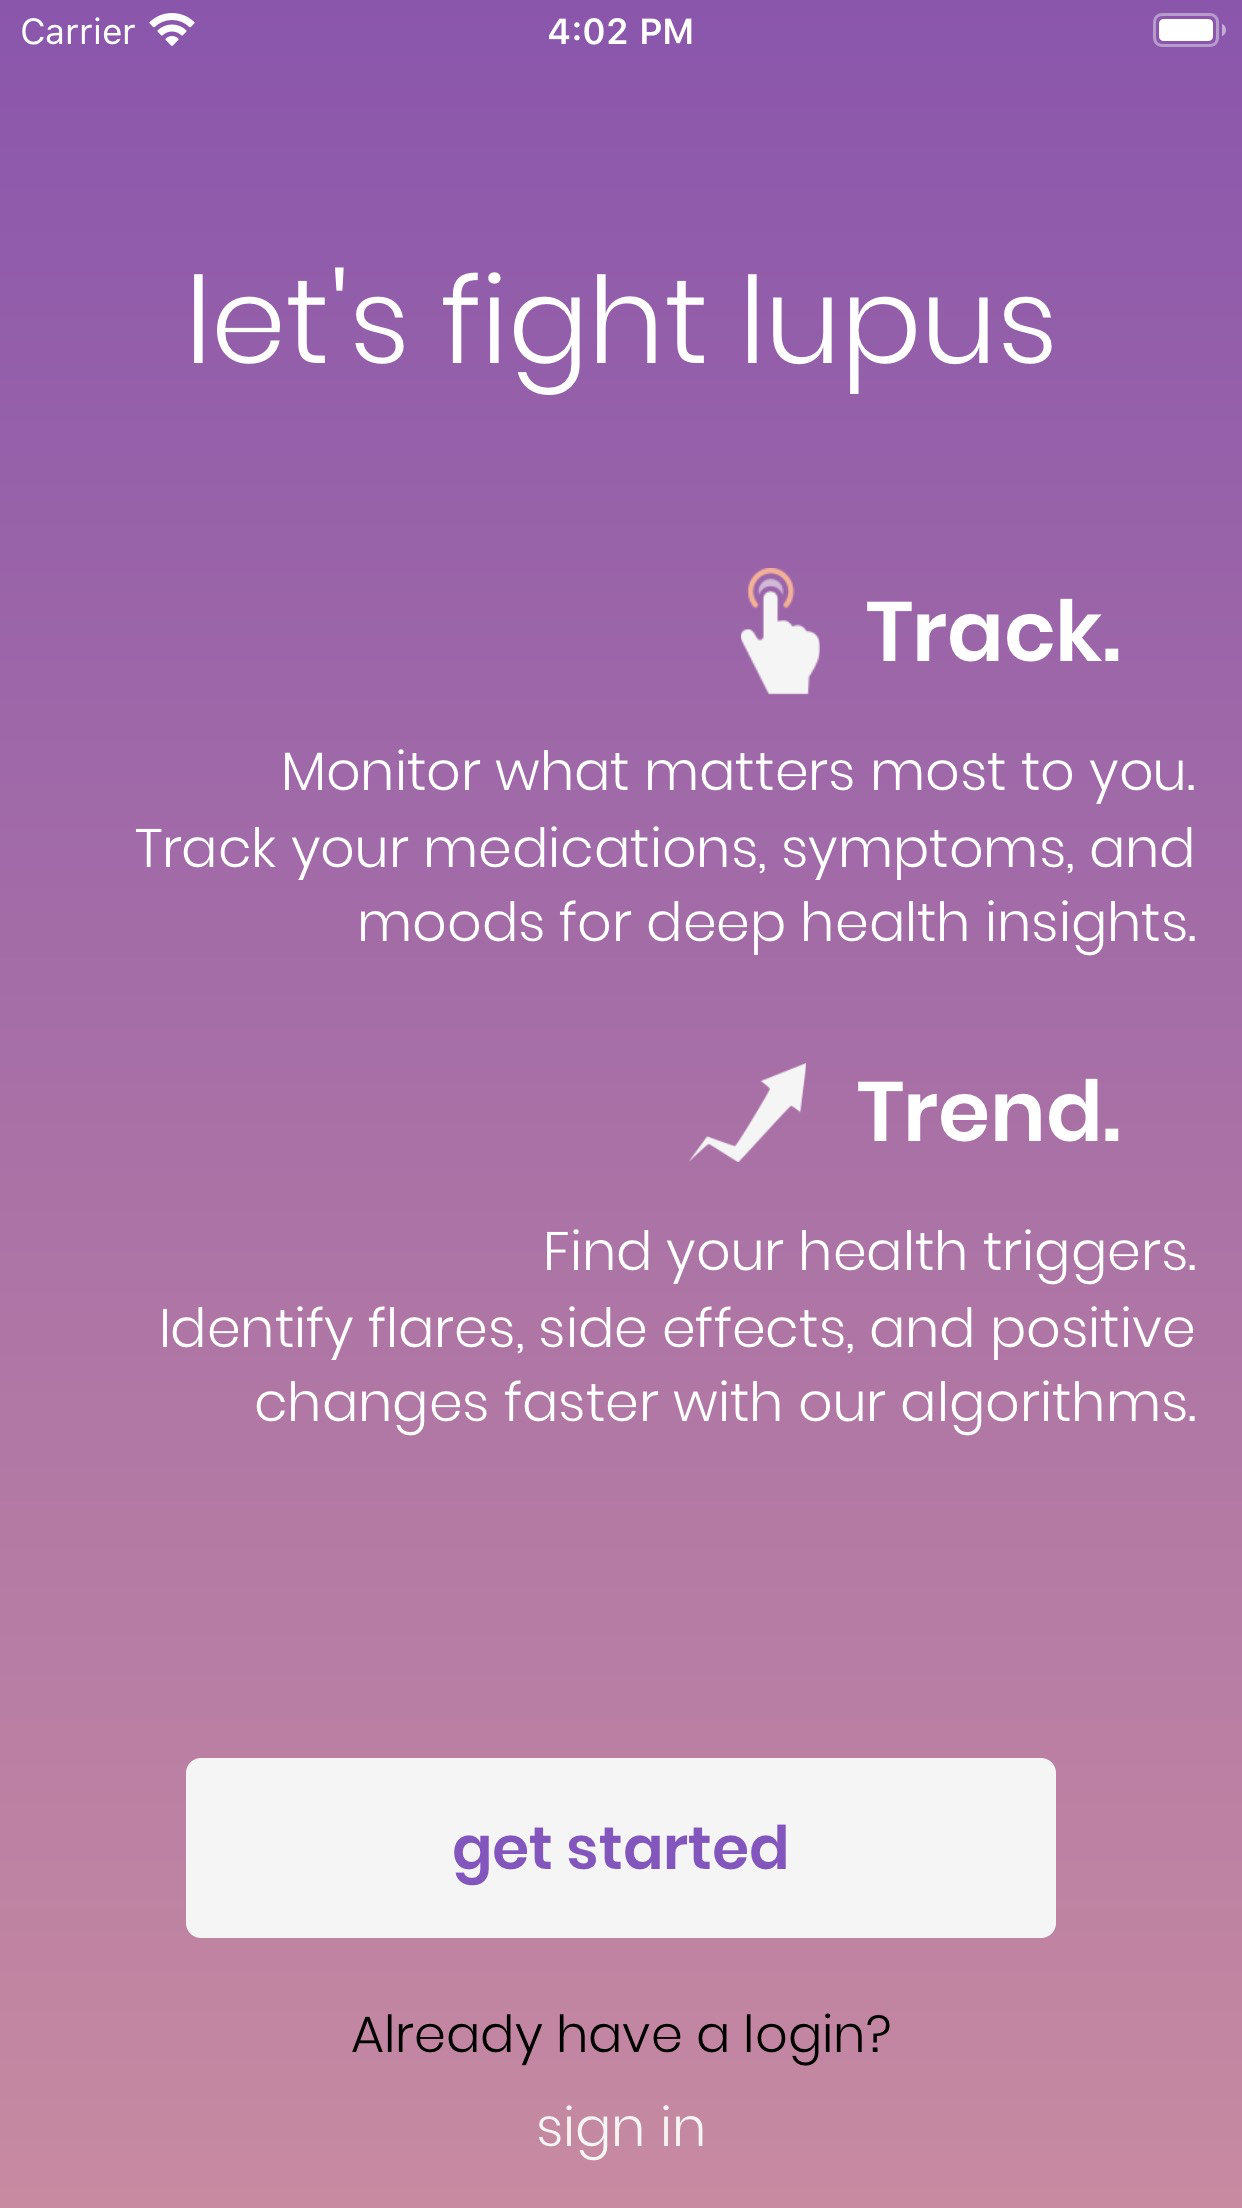 Carrier
4:02 PM
let's fight lupus
Track.
Monitor what matters most to you.
Track your medications, symptoms, and
moods for deep health insights.
Trend.
Find your health triggers.
Identify flares, side effects, and positive
changes faster with our algorithms.
get started
Already have a login?
sign in